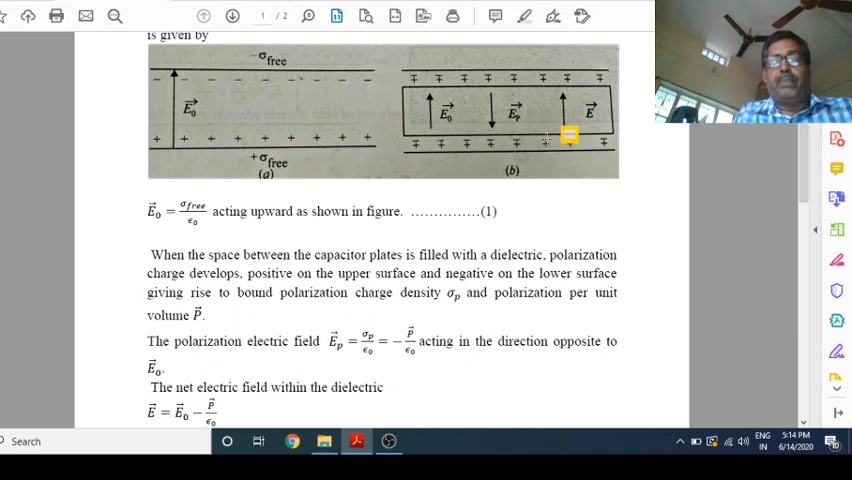 1 / 2
is given by
-σfree
E₀
+σfree
(a)
E₀
Eₚ
E
(b)
E⃗₀ = σfree/ϵ₀ acting upward as shown in figure. ……………(1)
When the space between the capacitor plates is filled with a dielectric, polarization
charge develops, positive on the upper surface and negative on the lower surface
giving rise to bound polarization charge density σₚ and polarization per unit
volume P⃗.
The polarization electric field E⃗ₚ = σₚ/ϵ₀ = − P⃗/ϵ₀ acting in the direction opposite to
E⃗₀.
The net electric field within the dielectric
E⃗ = E⃗₀ − P⃗/ϵ₀
Search
ENG
IN
5:14 PM
6/14/2020
10